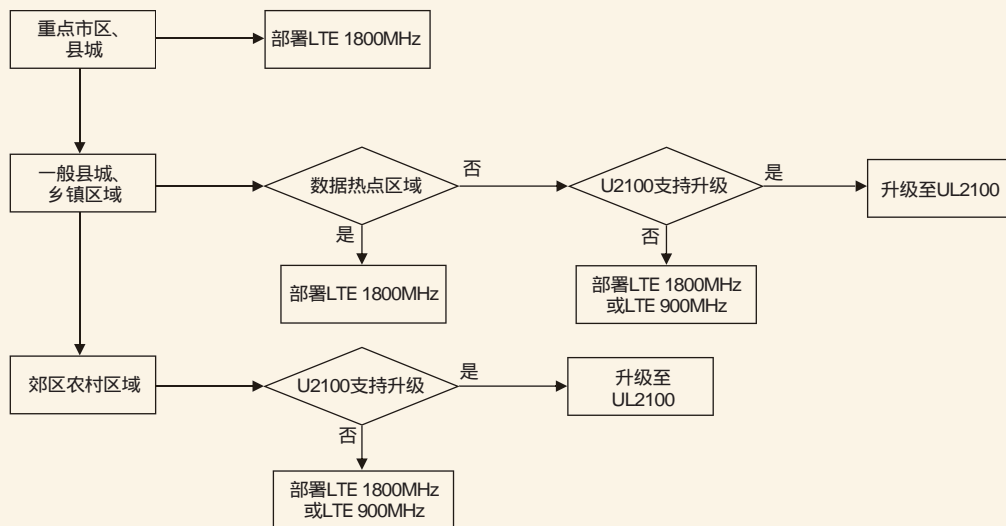 重点市区、
县城
部署LTE 1800MHz
一般县城、
乡镇区域
数据热点区域
否
U2100支持升级
是
升级至UL2100
是
否
部署LTE 1800MHz
部署LTE 1800MHz
或LTE 900MHz
郊区农村区域
U2100支持升级
是
升级至
UL2100
否
部署LTE 1800MHz
或LTE 900MHz